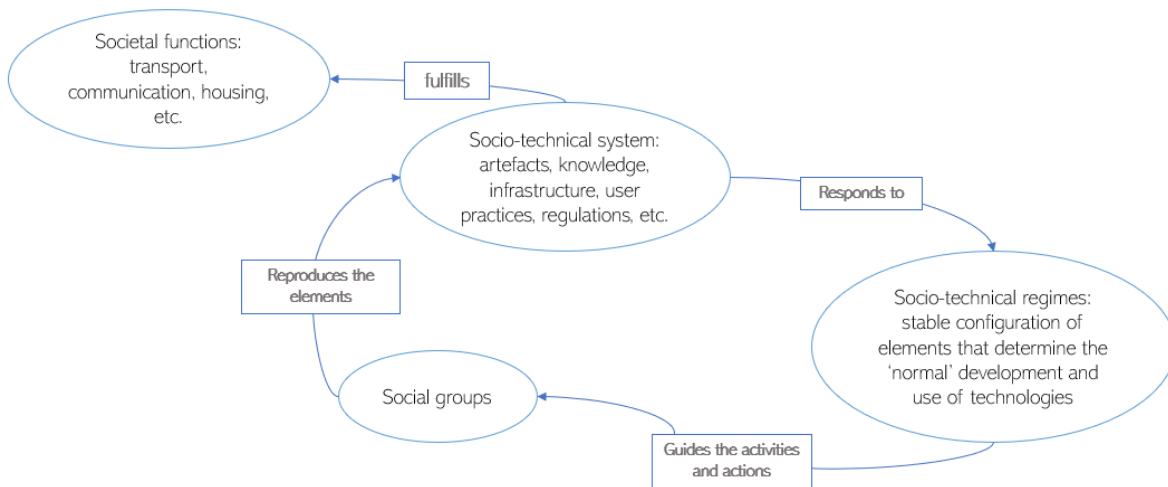 Societal functions:
transport,
communication, housing,
etc.
fulfills
Socio-technical system:
artefacts, knowledge,
infrastructure, user
practices, regulations, etc.
Responds to
Reproduces the
elements
Socio-technical regimes:
stable configuration of
elements that determine the
‘normal’ development and
use of technologies
Social groups
Guides the activities
and actions